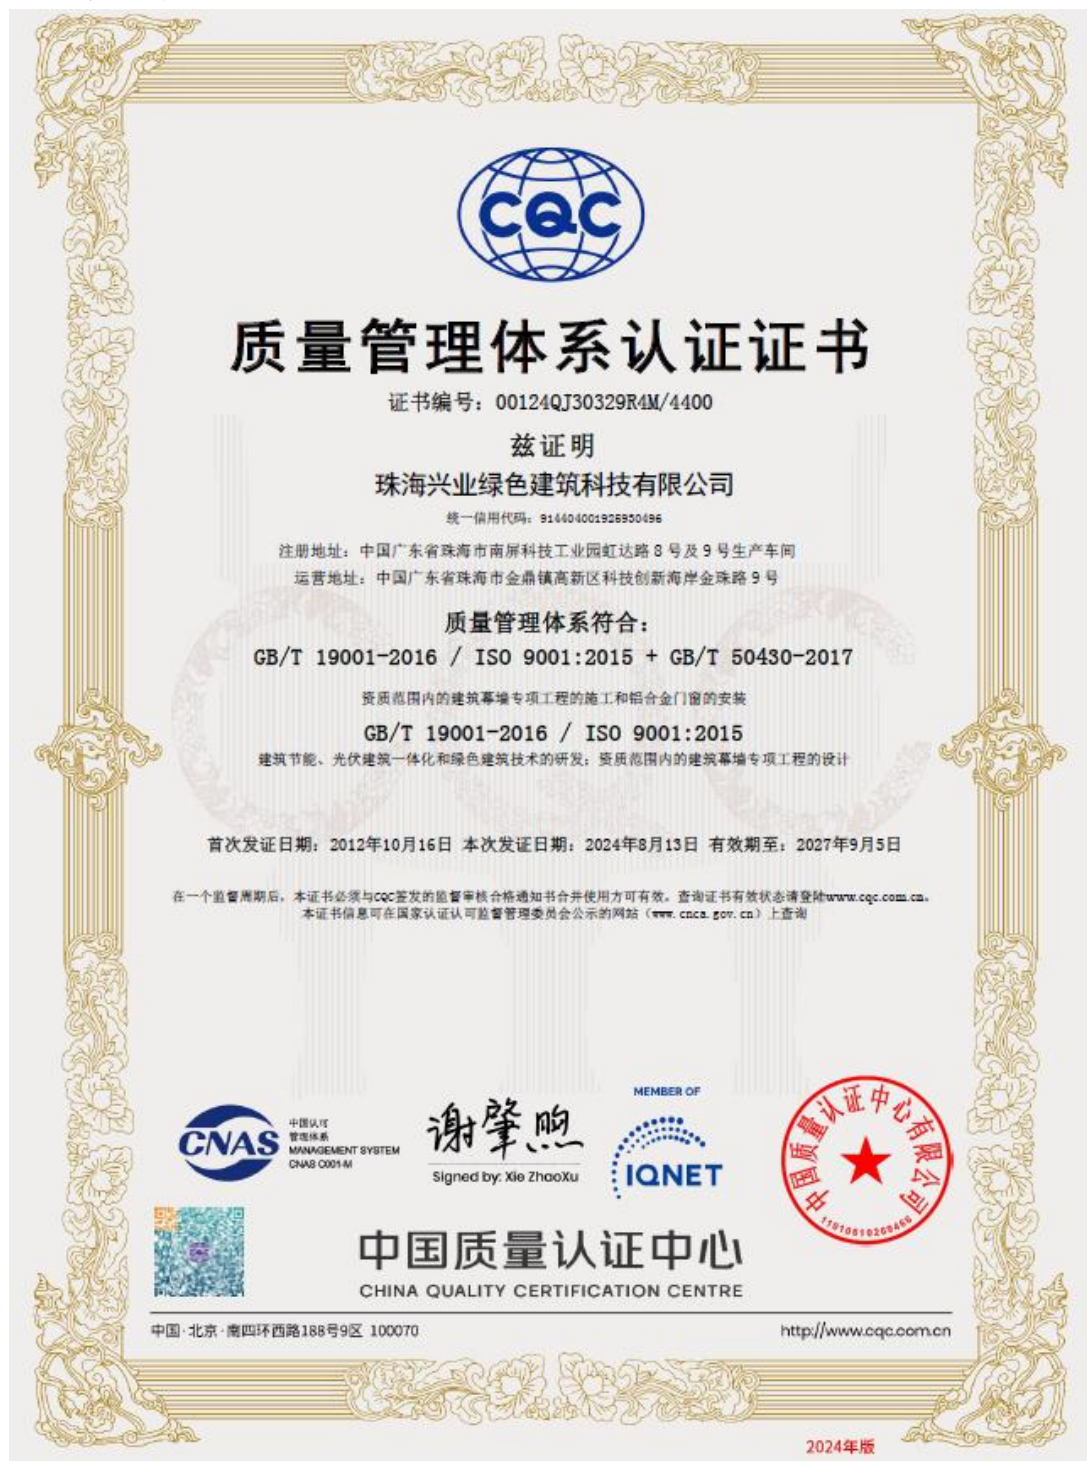 CQC
质量管理体系认证证书
证书编号：00124QJ30329R4M/4400
兹证明
珠海兴业绿色建筑科技有限公司
统一信用代码：914404001925930496
注册地址：中国广东省珠海市南屏科技工业园虹达路8号及9号生产车间
运营地址：中国广东省珠海市金鼎镇高新区科技创新海岸金珠路9号
质量管理体系符合：
GB/T 19001-2016 / ISO 9001:2015 + GB/T 50430-2017
资质范围内的建筑幕墙专项工程的施工和铝合金门窗的安装
GB/T 19001-2016 / ISO 9001:2015
建筑节能、光伏建筑一体化和绿色建筑技术的研发；资质范围内的建筑幕墙专项工程的设计
首次发证日期：2012年10月16日 本次发证日期：2024年8月13日 有效期至：2027年9月5日
在一个监督周期后，本证书必须与CQC签发的监督审核合格通知书合并使用方可有效。查询证书有效状态请登陆www.cqc.com.cn。
本证书信息可在国家认证认可监督管理委员会公示的网站（www.cnca.gov.cn）上查询
CNAS
中国认可
管理体系
MANAGEMENT SYSTEM
CNAS C001-M
谢肇煦
Signed by: Xie ZhaoXu
MEMBER OF
IQNET
中国质量认证中心有限公司
11010610208466
中国质量认证中心
CHINA QUALITY CERTIFICATION CENTRE
中国·北京·南四环西路188号9区 100070
http://www.cqc.com.cn
2024年版